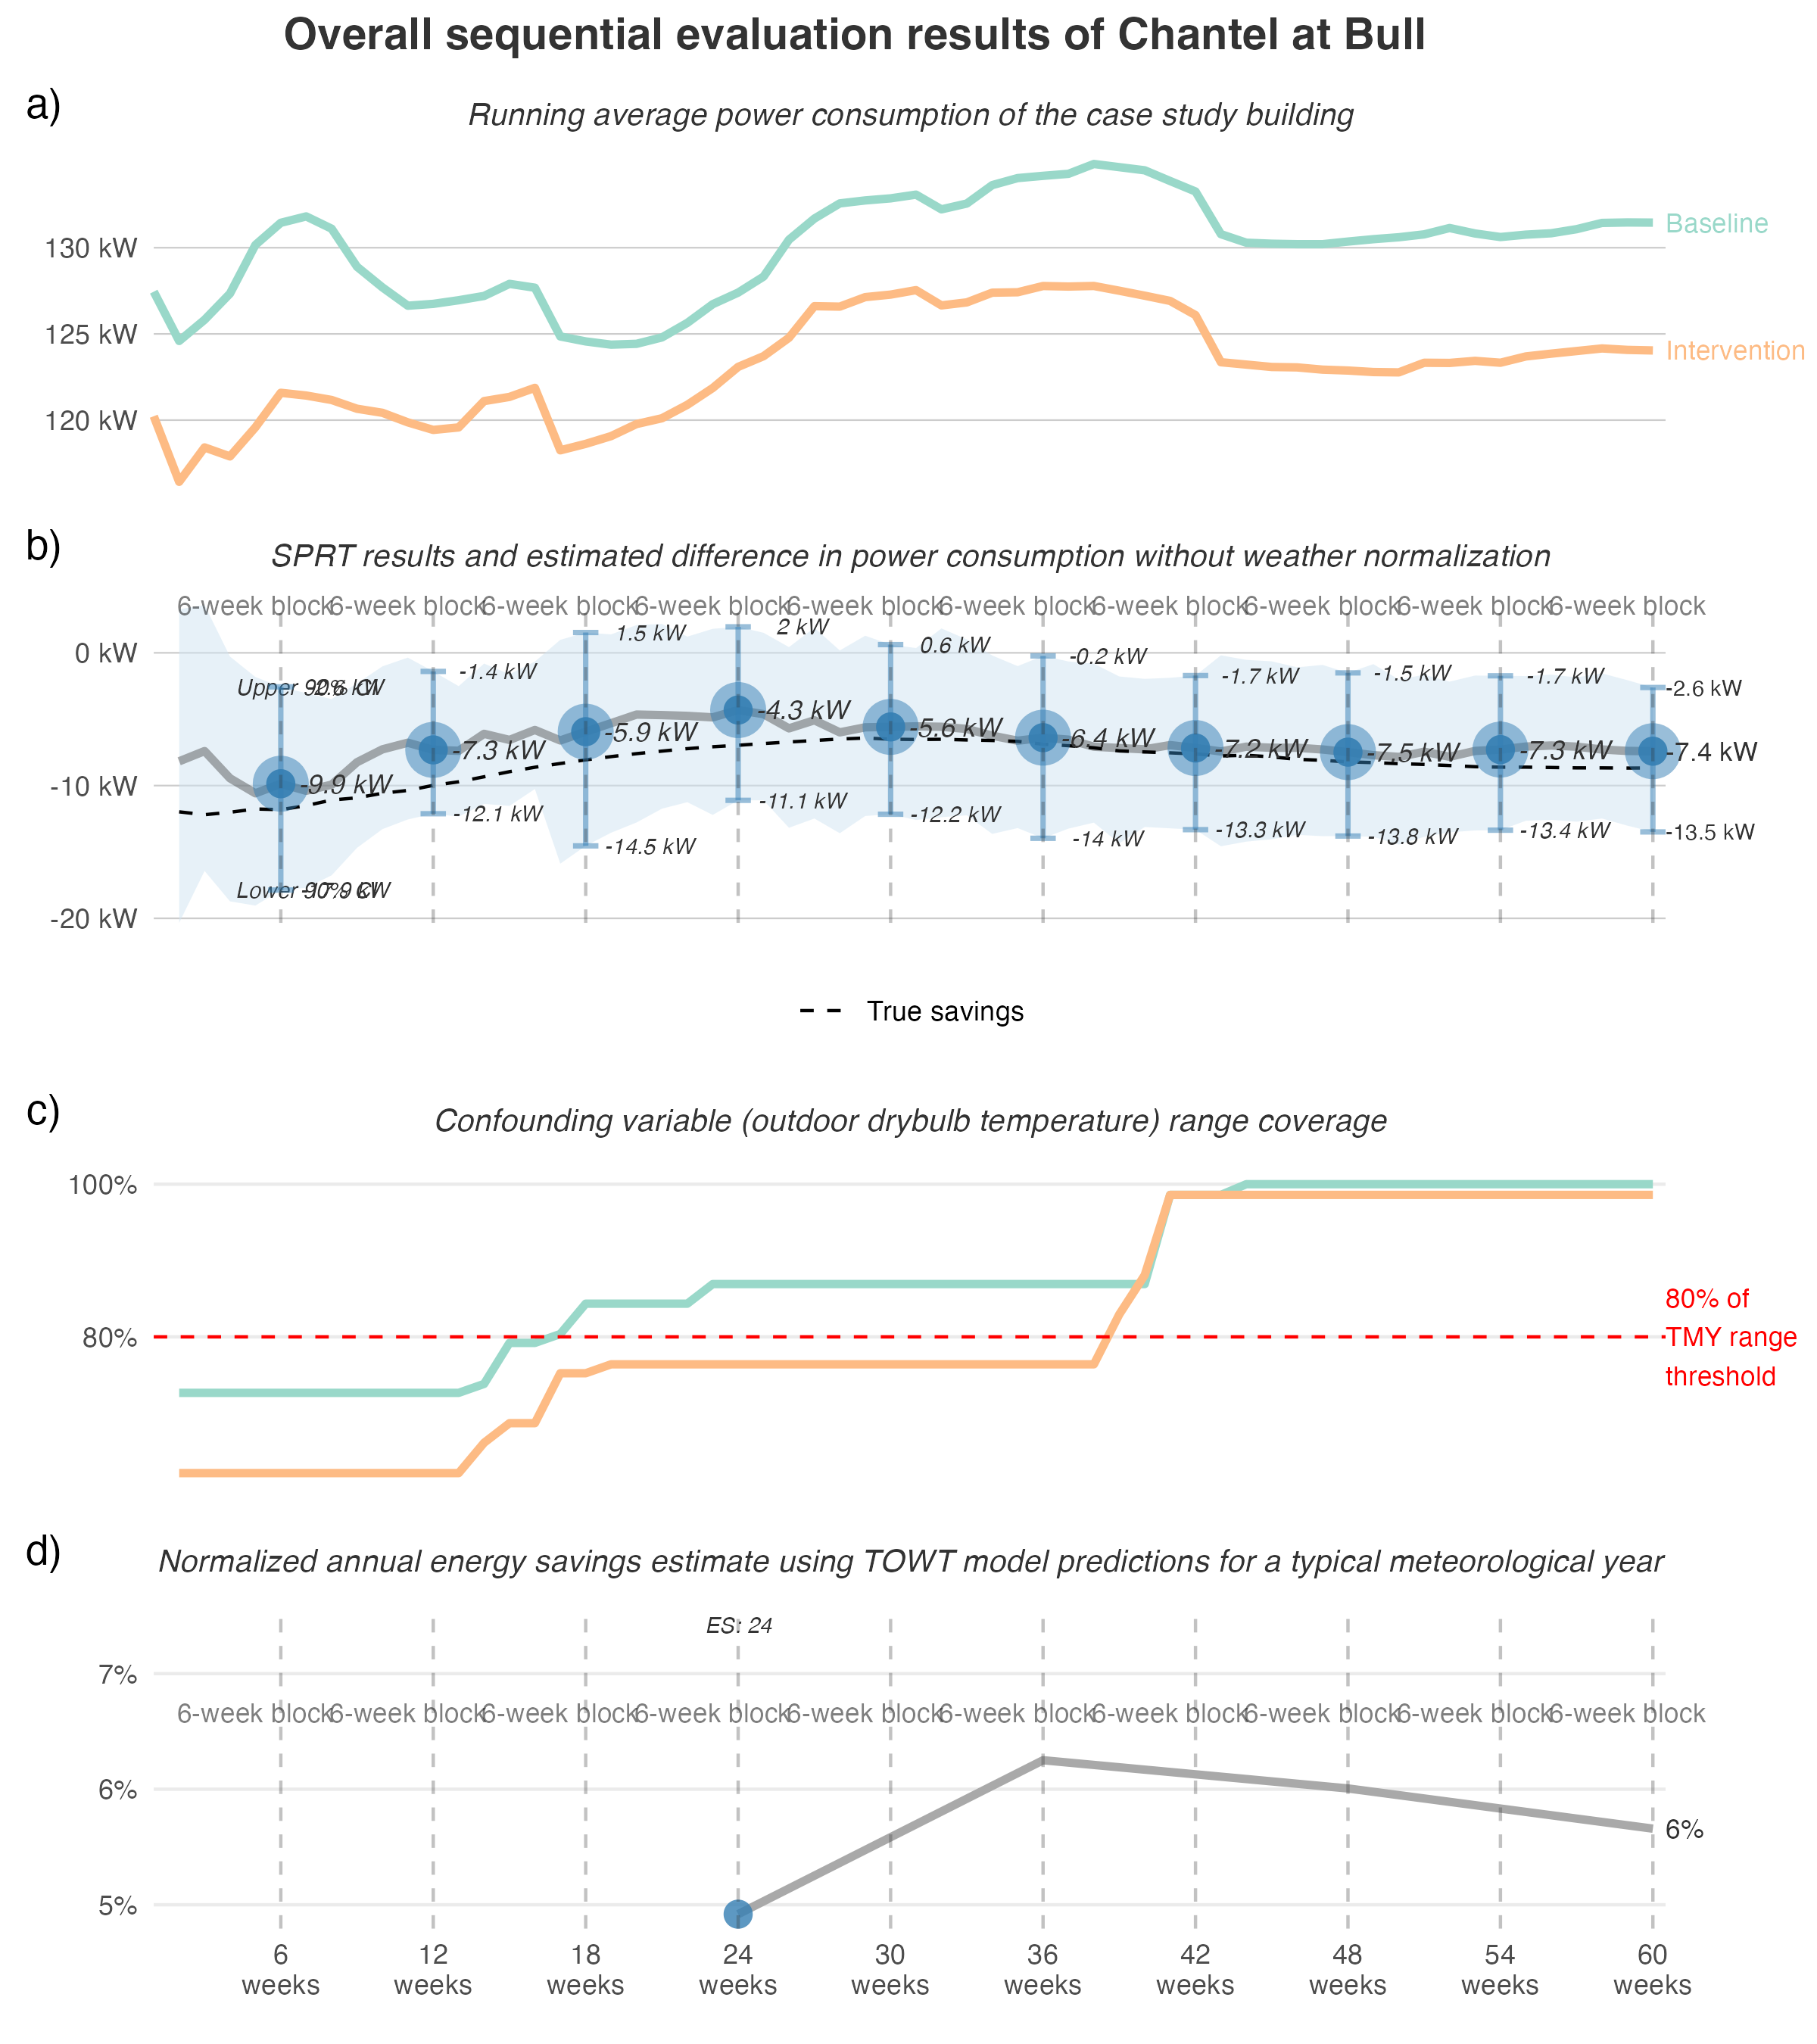 Overall sequential evaluation results of Chantel at Bull
a)
Running average power consumption of the case study building
130 kW
125 kW
120 kW
Baseline
Intervention
b)
SPRT results and estimated difference in power consumption without weather normalization
6-week block 6-week block 6-week block 6-week block 6-week block 6-week block 6-week block 6-week block 6-week block 6-week block
0 kW
-10 kW
-20 kW
Upper 90% CI
-2.6 kW
-1.4 kW
1.5 kW
2 kW
0.6 kW
-0.2 kW
-1.7 kW
-1.5 kW
-1.7 kW
-2.6 kW
-9.9 kW
-7.3 kW
-5.9 kW
-4.3 kW
-5.6 kW
-6.4 kW
-7.2 kW
-7.5 kW
-7.3 kW
-7.4 kW
Lower 90% CI
-17.9 kW
-12.1 kW
-14.5 kW
-11.1 kW
-12.2 kW
-14 kW
-13.3 kW
-13.8 kW
-13.4 kW
-13.5 kW
True savings
c)
Confounding variable (outdoor drybulb temperature) range coverage
100%
80%
80% of
TMY range
threshold
d)
Normalized annual energy savings estimate using TOWT model predictions for a typical meteorological year
ES: 24
7%
6-week block 6-week block 6-week block 6-week block 6-week block 6-week block 6-week block 6-week block 6-week block 6-week block
6%
6%
5%
6 12 18 24 30 36 42 48 54 60
weeks weeks weeks weeks weeks weeks weeks weeks weeks weeks